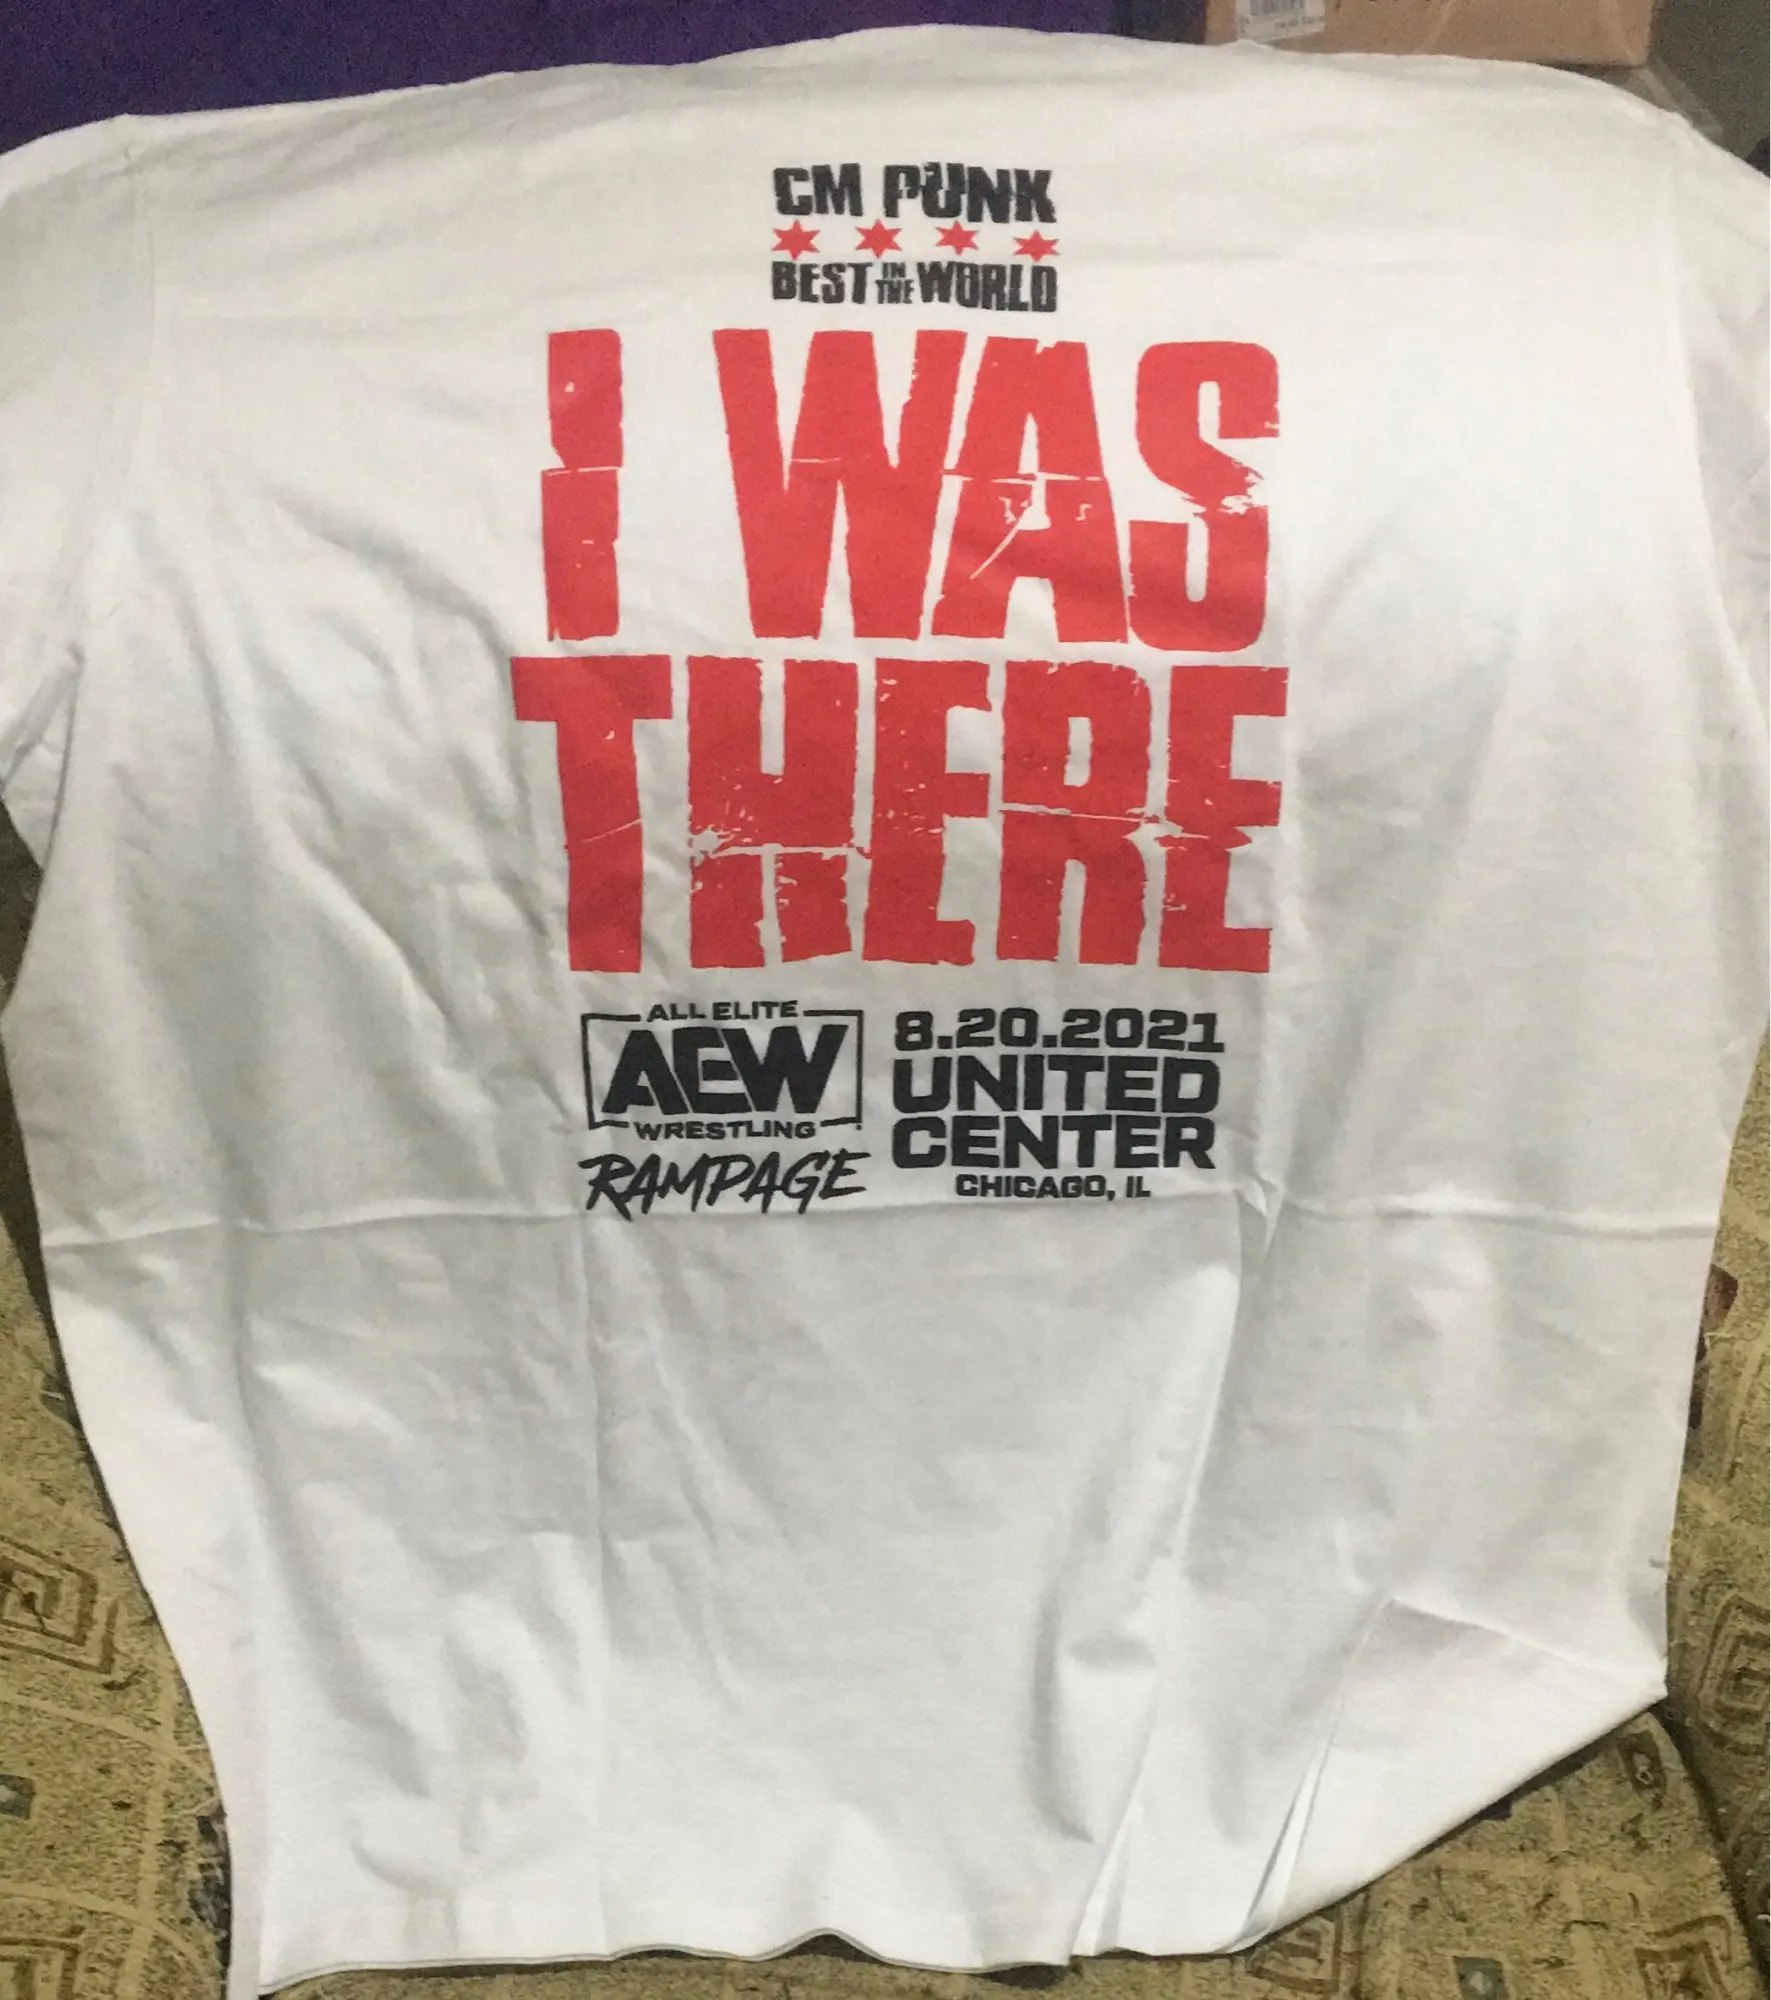 CM PUNK
BEST IN THE WORLD
I WAS
THERE
ALL ELITE
AEW
WRESTLING
RAMPAGE
8.20.2021
UNITED
CENTER
CHICAGO, IL